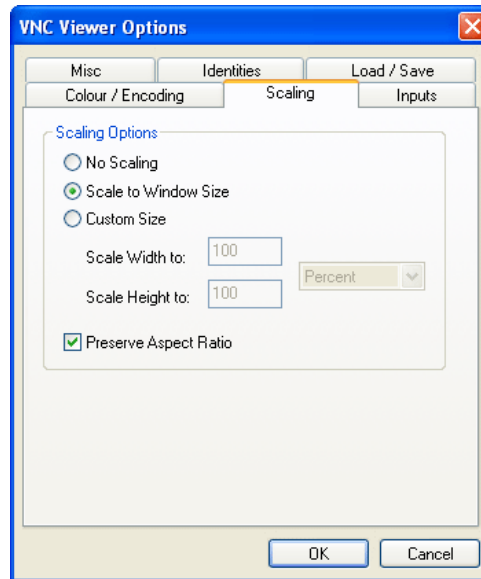 VNC Viewer Options
Misc Identities Load / Save
Colour / Encoding Scaling Inputs
Scaling Options
No Scaling
Scale to Window Size
Custom Size
Scale Width to: 100
Percent
Scale Height to: 100
Preserve Aspect Ratio
OK Cancel